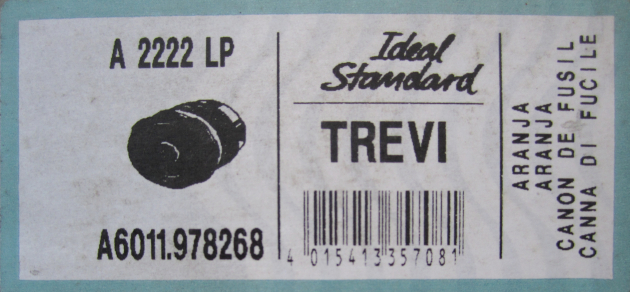 A 2222 LP
A6011.978268
Ideal
Standard
TREVI
4 015413 357081
ARANJA
ARANJA
CANON DE FUSIL
CANNA DI FUCILE